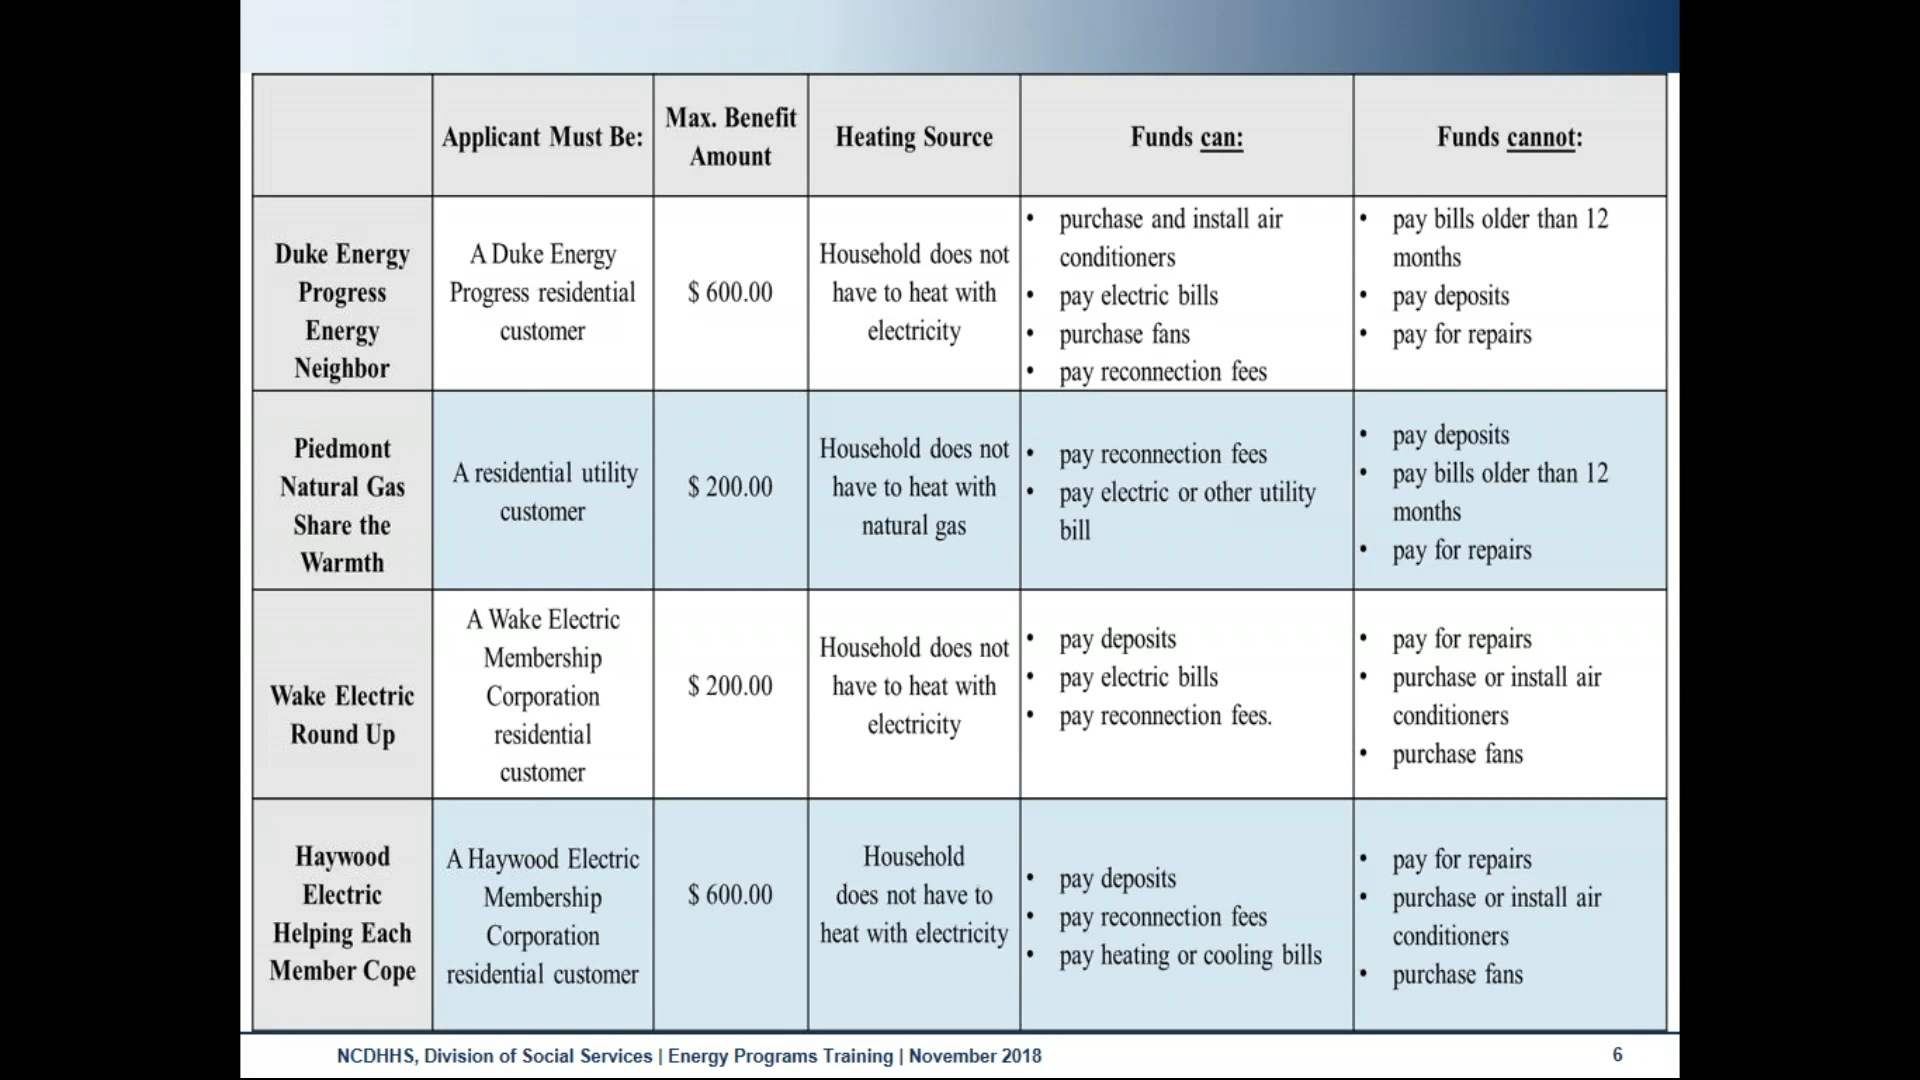 Applicant Must Be:
Max. Benefit
Amount
Heating Source
Funds can:
Funds cannot:
Duke Energy
Progress
Energy
Neighbor
A Duke Energy
Progress residential
customer
$ 600.00
Household does not
have to heat with
electricity
• purchase and install air
conditioners
• pay electric bills
• purchase fans
• pay reconnection fees
• pay bills older than 12
months
• pay deposits
• pay for repairs
Piedmont
Natural Gas
Share the
Warmth
A residential utility
customer
$ 200.00
Household does not
have to heat with
natural gas
• pay reconnection fees
• pay electric or other utility
bill
• pay deposits
• pay bills older than 12
months
• pay for repairs
Wake Electric
Round Up
A Wake Electric
Membership
Corporation
residential
customer
$ 200.00
Household does not
have to heat with
electricity
• pay deposits
• pay electric bills
• pay reconnection fees.
• pay for repairs
• purchase or install air
conditioners
• purchase fans
Haywood
Electric
Helping Each
Member Cope
A Haywood Electric
Membership
Corporation
residential customer
$ 600.00
Household
does not have to
heat with electricity
• pay deposits
• pay reconnection fees
• pay heating or cooling bills
• pay for repairs
• purchase or install air
conditioners
• purchase fans
NCDHHS, Division of Social Services | Energy Programs Training | November 2018
6